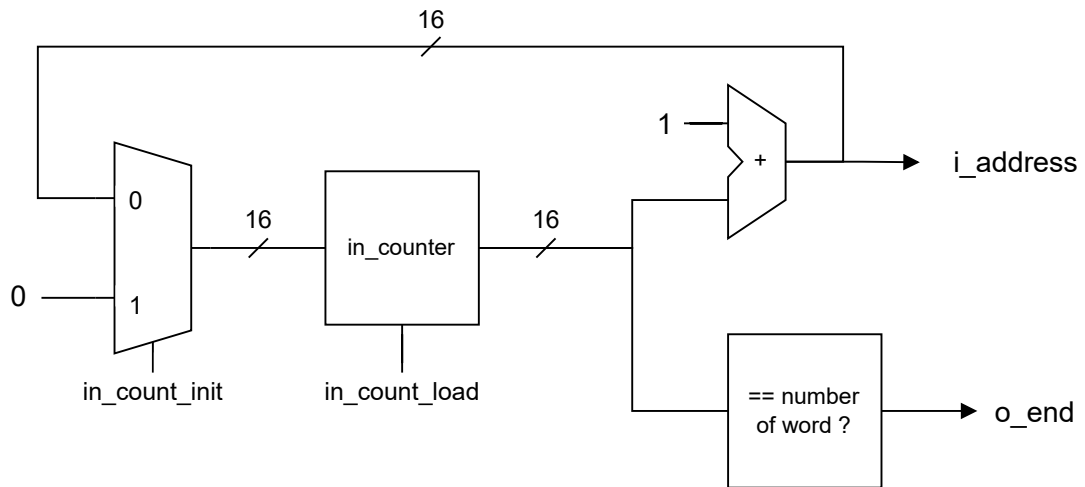 16
1
+
i_address
0
16
in_counter
16
0
1
in_count_init
in_count_load
== number
of word ?
o_end